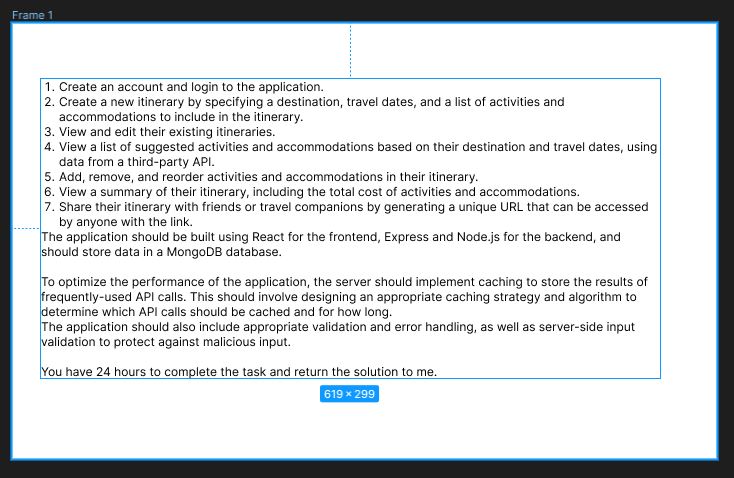 Frame 1
1. Create an account and login to the application.
2. Create a new itinerary by specifying a destination, travel dates, and a list of activities and
accommodations to include in the itinerary.
3. View and edit their existing itineraries.
4. View a list of suggested activities and accommodations based on their destination and travel dates, using
data from a third-party API.
5. Add, remove, and reorder activities and accommodations in their itinerary.
6. View a summary of their itinerary, including the total cost of activities and accommodations.
7. Share their itinerary with friends or travel companions by generating a unique URL that can be accessed
by anyone with the link.
The application should be built using React for the frontend, Express and Node.js for the backend, and
should store data in a MongoDB database.
To optimize the performance of the application, the server should implement caching to store the results of
frequently-used API calls. This should involve designing an appropriate caching strategy and algorithm to
determine which API calls should be cached and for how long.
The application should also include appropriate validation and error handling, as well as server-side input
validation to protect against malicious input.
You have 24 hours to complete the task and return the solution to me.
619 × 299